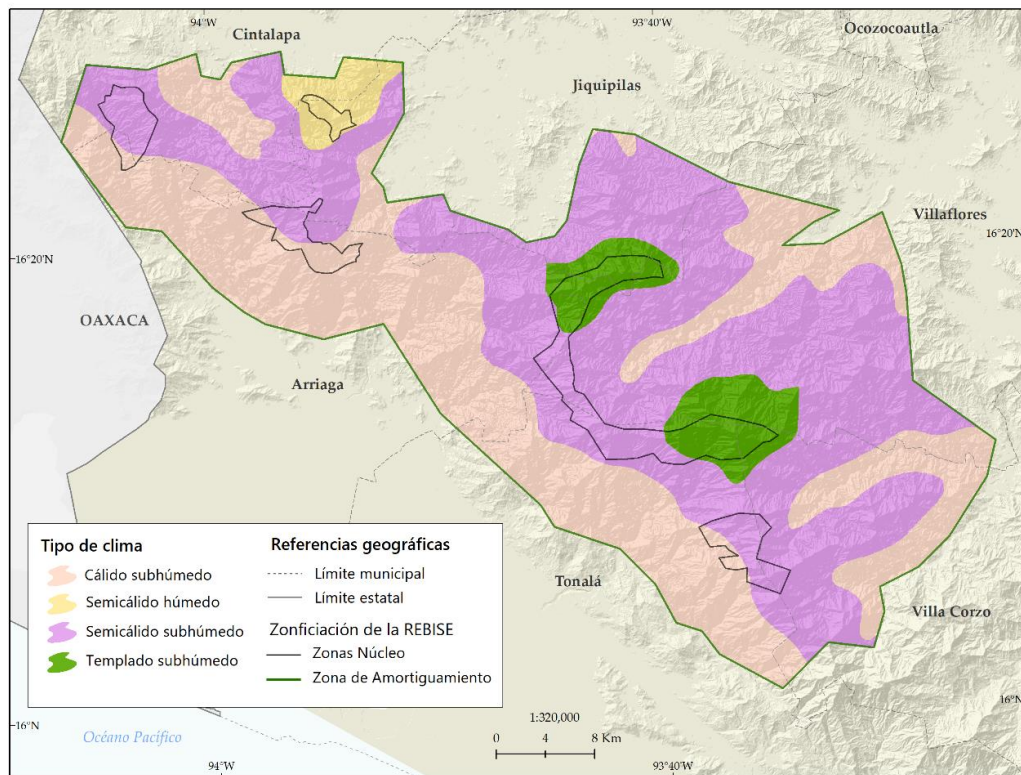 94°W
93°40'W
Cintalapa
Ocozocoautla
Jiquipilas
Villaflores
16°20'N
16°20'N
OAXACA
Arriaga
Tipo de clima
Cálido subhúmedo
Semicálido húmedo
Semicálido subhúmedo
Templado subhúmedo
Referencias geográficas
Límite municipal
Límite estatal
Zonficiación de la REBISE
Zonas Núcleo
Zona de Amortiguamiento
Tonalá
Villa Corzo
16°N
16°N
Océano Pacífico
1:320,000
0 4 8 Km
94°W
93°40'W